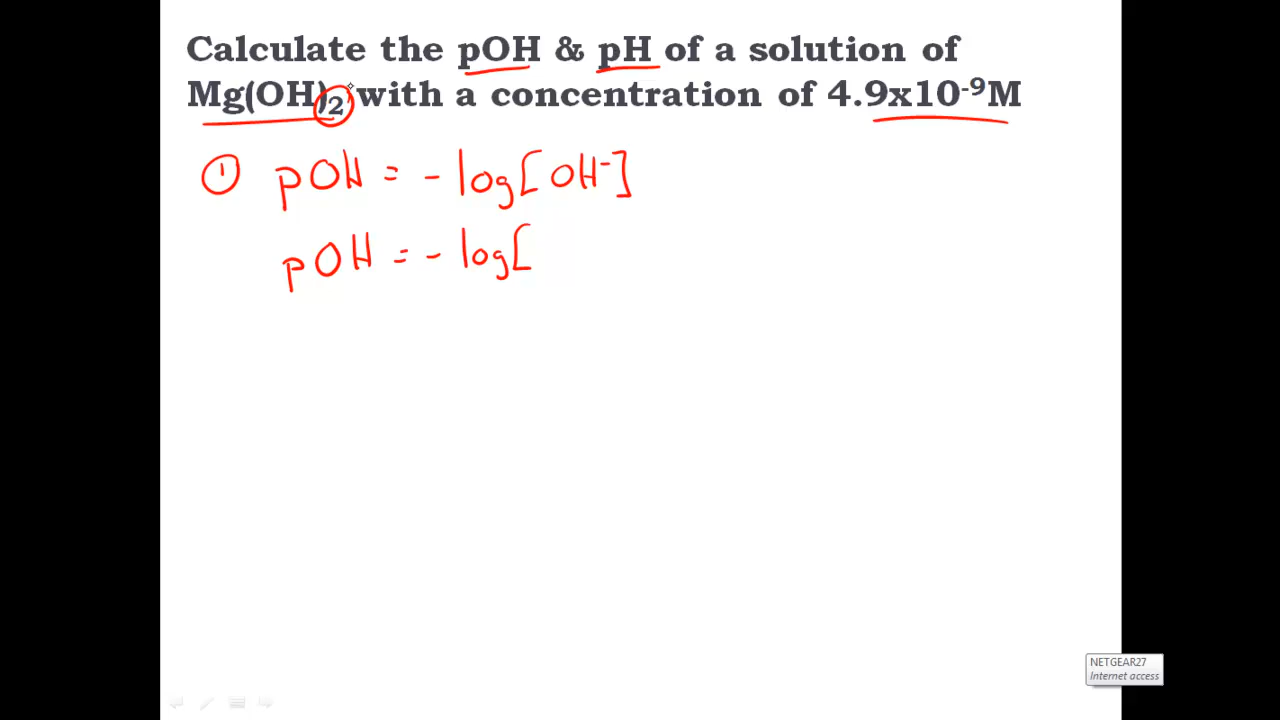 Calculate the pOH & pH of a solution of
Mg(OH)₂ with a concentration of 4.9x10⁻⁹M
① pOH = - log[OH⁻]
pOH = - log[
NETGEAR27
Internet access